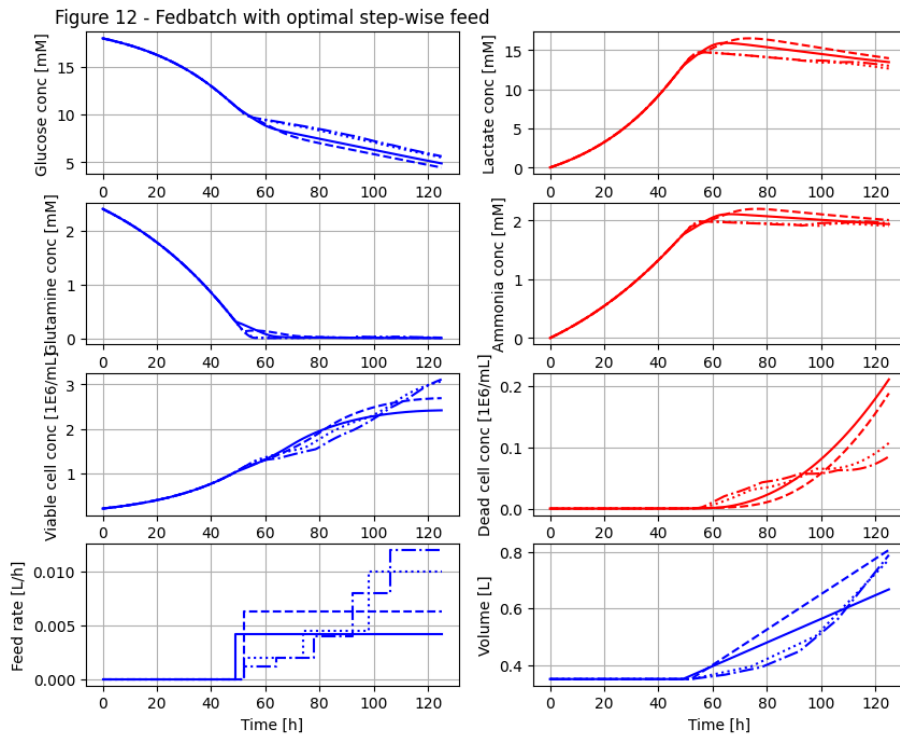 Figure 12 - Fedbatch with optimal step-wise feed
Glucose conc [mM]
15
10
5
0 20 40 60 80 100 120
Lactate conc [mM]
15
10
5
0
0 20 40 60 80 100 120
Glutamine conc [mM]
2
1
0
0 20 40 60 80 100 120
Ammonia conc [mM]
2
1
0
0 20 40 60 80 100 120
Viable cell conc [1E6/mL]
3
2
1
0 20 40 60 80 100 120
Dead cell conc [1E6/mL]
0.2
0.1
0.0
0 20 40 60 80 100 120
Feed rate [L/h]
0.010
0.005
0.000
0 20 40 60 80 100 120
Time [h]
Volume [L]
0.8
0.6
0.4
0 20 40 60 80 100 120
Time [h]